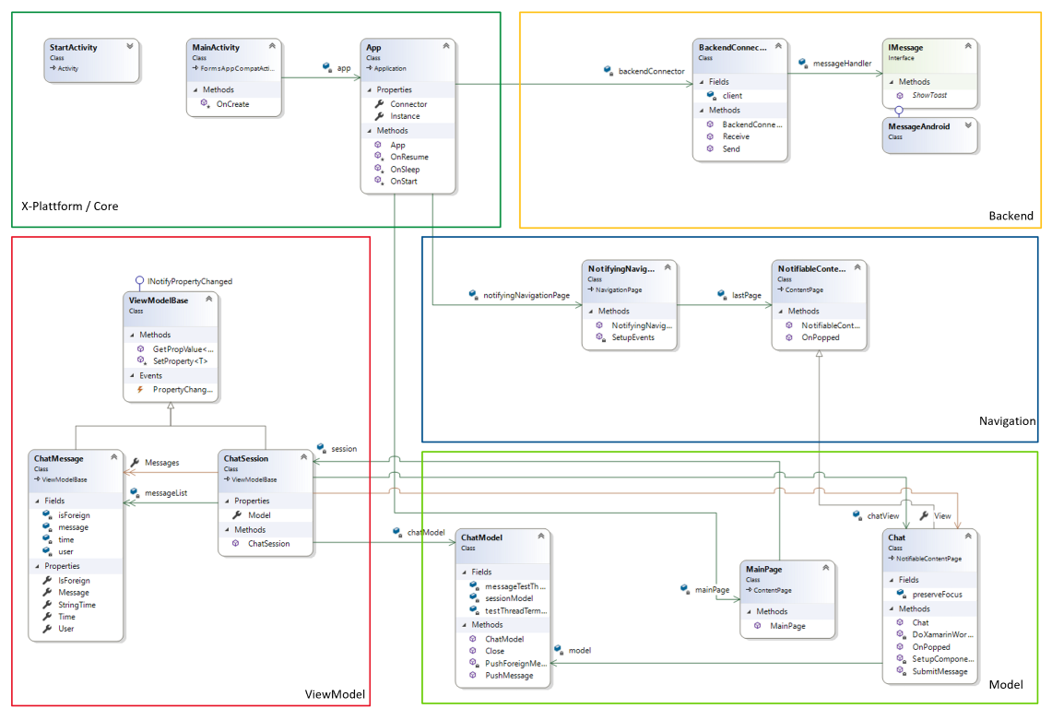 StartActivity
Class
Activity
MainActivity
Class
FormsAppCompatActi...
Methods
OnCreate
app
App
Class
Application
Properties
Connector
Instance
Methods
App
OnResume
OnSleep
OnStart
X-Plattform / Core
backendConnector
BackendConnec...
Class
Fields
client
Methods
BackendConne...
Receive
Send
messageHandler
IMessage
Interface
Methods
ShowToast
MessageAndroid
Class
Backend
INotifyPropertyChanged
ViewModelBase
Class
Methods
GetPropValue<...
SetProperty<T>
Events
PropertyChang...
ChatMessage
Class
ViewModelBase
Fields
isForeign
message
time
user
Properties
IsForeign
Message
StringTime
Time
User
Messages
messageList
ChatSession
Class
ViewModelBase
Properties
Model
Methods
ChatSession
session
ViewModel
notifyingNavigationPage
NotifyingNavig...
Class
NavigationPage
Methods
NotifyingNavig...
SetupEvents
lastPage
NotifiableConte...
Class
ContentPage
Methods
NotifiableCont...
OnPopped
Navigation
chatModel
ChatModel
Class
Fields
messageTestTh...
sessionModel
testThreadTerm...
Methods
ChatModel
Close
PushForeignMe...
PushMessage
model
mainPage
MainPage
Class
ContentPage
Methods
MainPage
chatView
View
Chat
Class
NotifiableContentPage
Fields
preserveFocus
Methods
Chat
DoXamarinWor...
OnPopped
SetupCompone...
SubmitMessage
Model